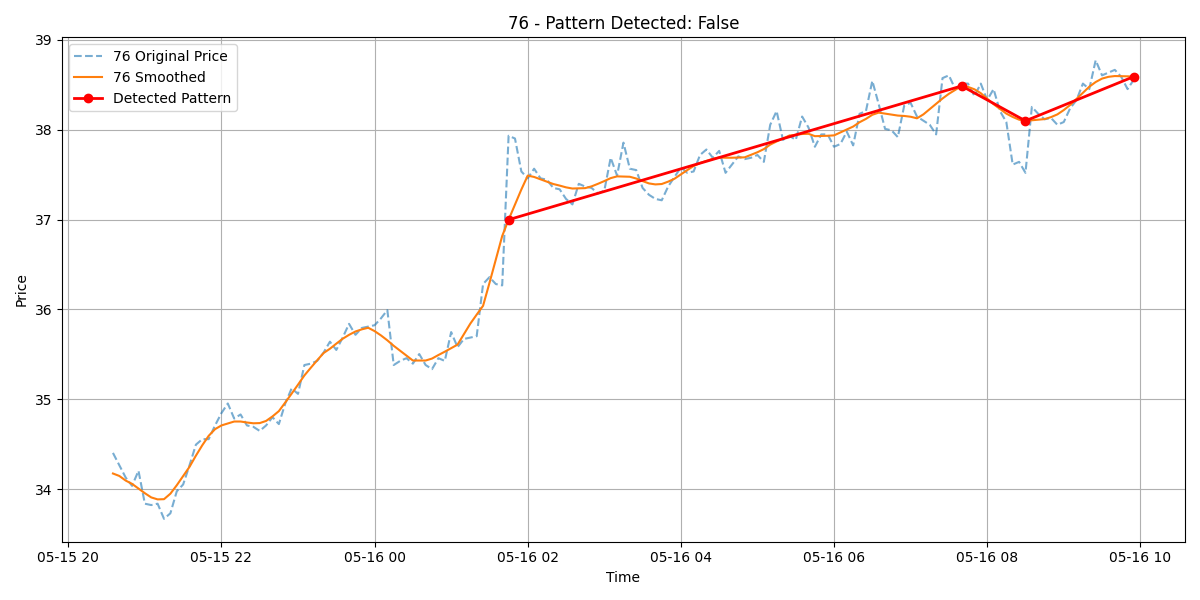 76 - Pattern Detected: False
76 Original Price
76 Smoothed
Detected Pattern
39
38
37
36
35
34
Price
05-15 20 05-15 22 05-16 00 05-16 02 05-16 04 05-16 06 05-16 08 05-16 10
Time